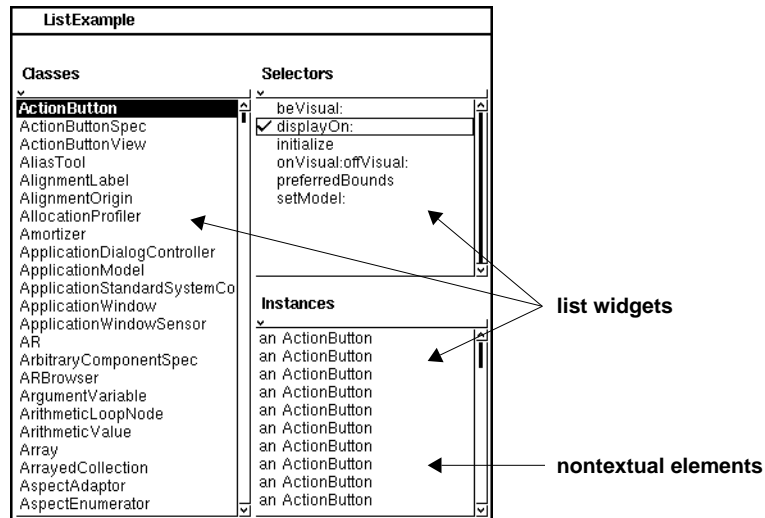 ListExample
Classes
ActionButton
ActionButtonSpec
ActionButtonView
AliasTool
AlignmentLabel
AlignmentOrigin
AllocationProfiler
Amortizer
ApplicationDialogController
ApplicationModel
ApplicationStandardSystemCo
ApplicationWindow
ApplicationWindowSensor
AR
ArbitraryComponentSpec
ARBrowser
ArgumentVariable
ArithmeticLoopNode
ArithmeticValue
Array
ArrayedCollection
AspectAdaptor
AspectEnumerator
Selectors
beVisual:
displayOn:
initialize
onVisual:offVisual:
preferredBounds
setModel:
Instances
an ActionButton
an ActionButton
an ActionButton
an ActionButton
an ActionButton
an ActionButton
an ActionButton
an ActionButton
an ActionButton
an ActionButton
list widgets
nontextual elements